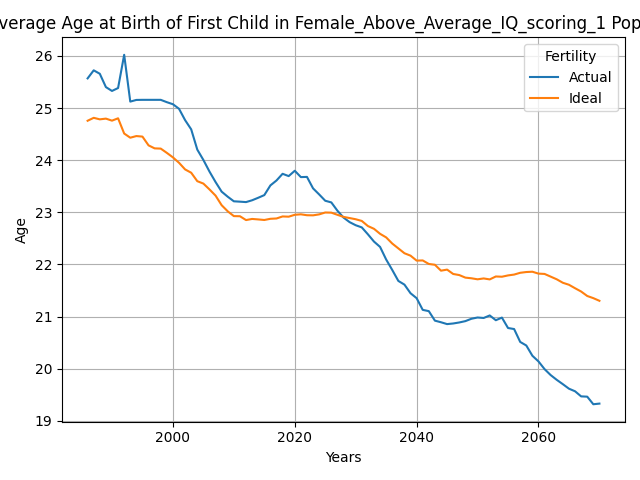 verage Age at Birth of First Child in Female_Above_Average_IQ_scoring_1 Pop
Fertility
Actual
Ideal
Age
26
25
24
23
22
21
20
19
2000
2020
2040
2060
Years